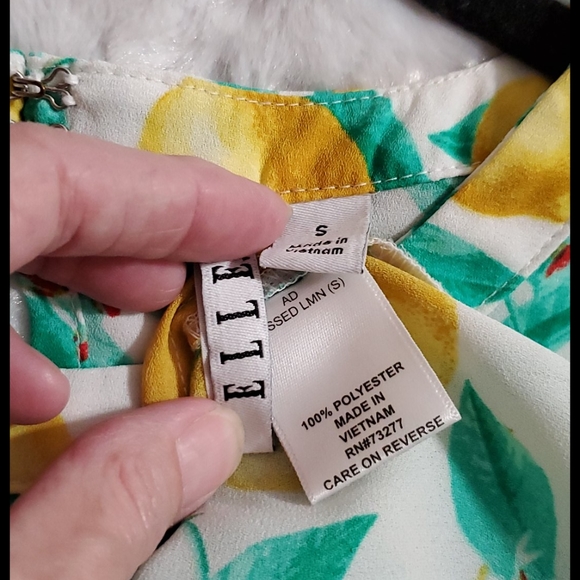 S
Made in
Vietnam
ELLE
AD
SSED LMN (S)
100% POLYESTER
MADE IN
VIETNAM
RN#73277
CARE ON REVERSE